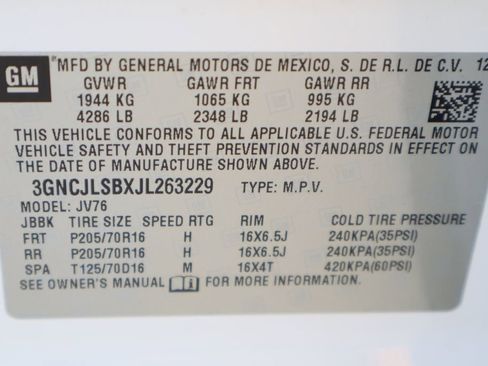 GM
MFD BY GENERAL MOTORS DE MEXICO, S. DE R.L. DE C.V. 12
GVWR GAWR FRT GAWR RR
1944 KG 1065 KG 995 KG
4286 LB 2348 LB 2194 LB
THIS VEHICLE CONFORMS TO ALL APPLICABLE U.S. FEDERAL MOTOR
VEHICLE SAFETY AND THEFT PREVENTION STANDARDS IN EFFECT ON
THE DATE OF MANUFACTURE SHOWN ABOVE.
3GNCJLSBXJL263229 TYPE: M.P.V.
MODEL: JV76
JBBK TIRE SIZE SPEED RTG RIM COLD TIRE PRESSURE
FRT P205/70R16 H 16X6.5J 240KPA(35PSI)
RR P205/70R16 H 16X6.5J 240KPA(35PSI)
SPA T125/70D16 M 16X4T 420KPA(60PSI)
SEE OWNER'S MANUAL FOR MORE INFORMATION.